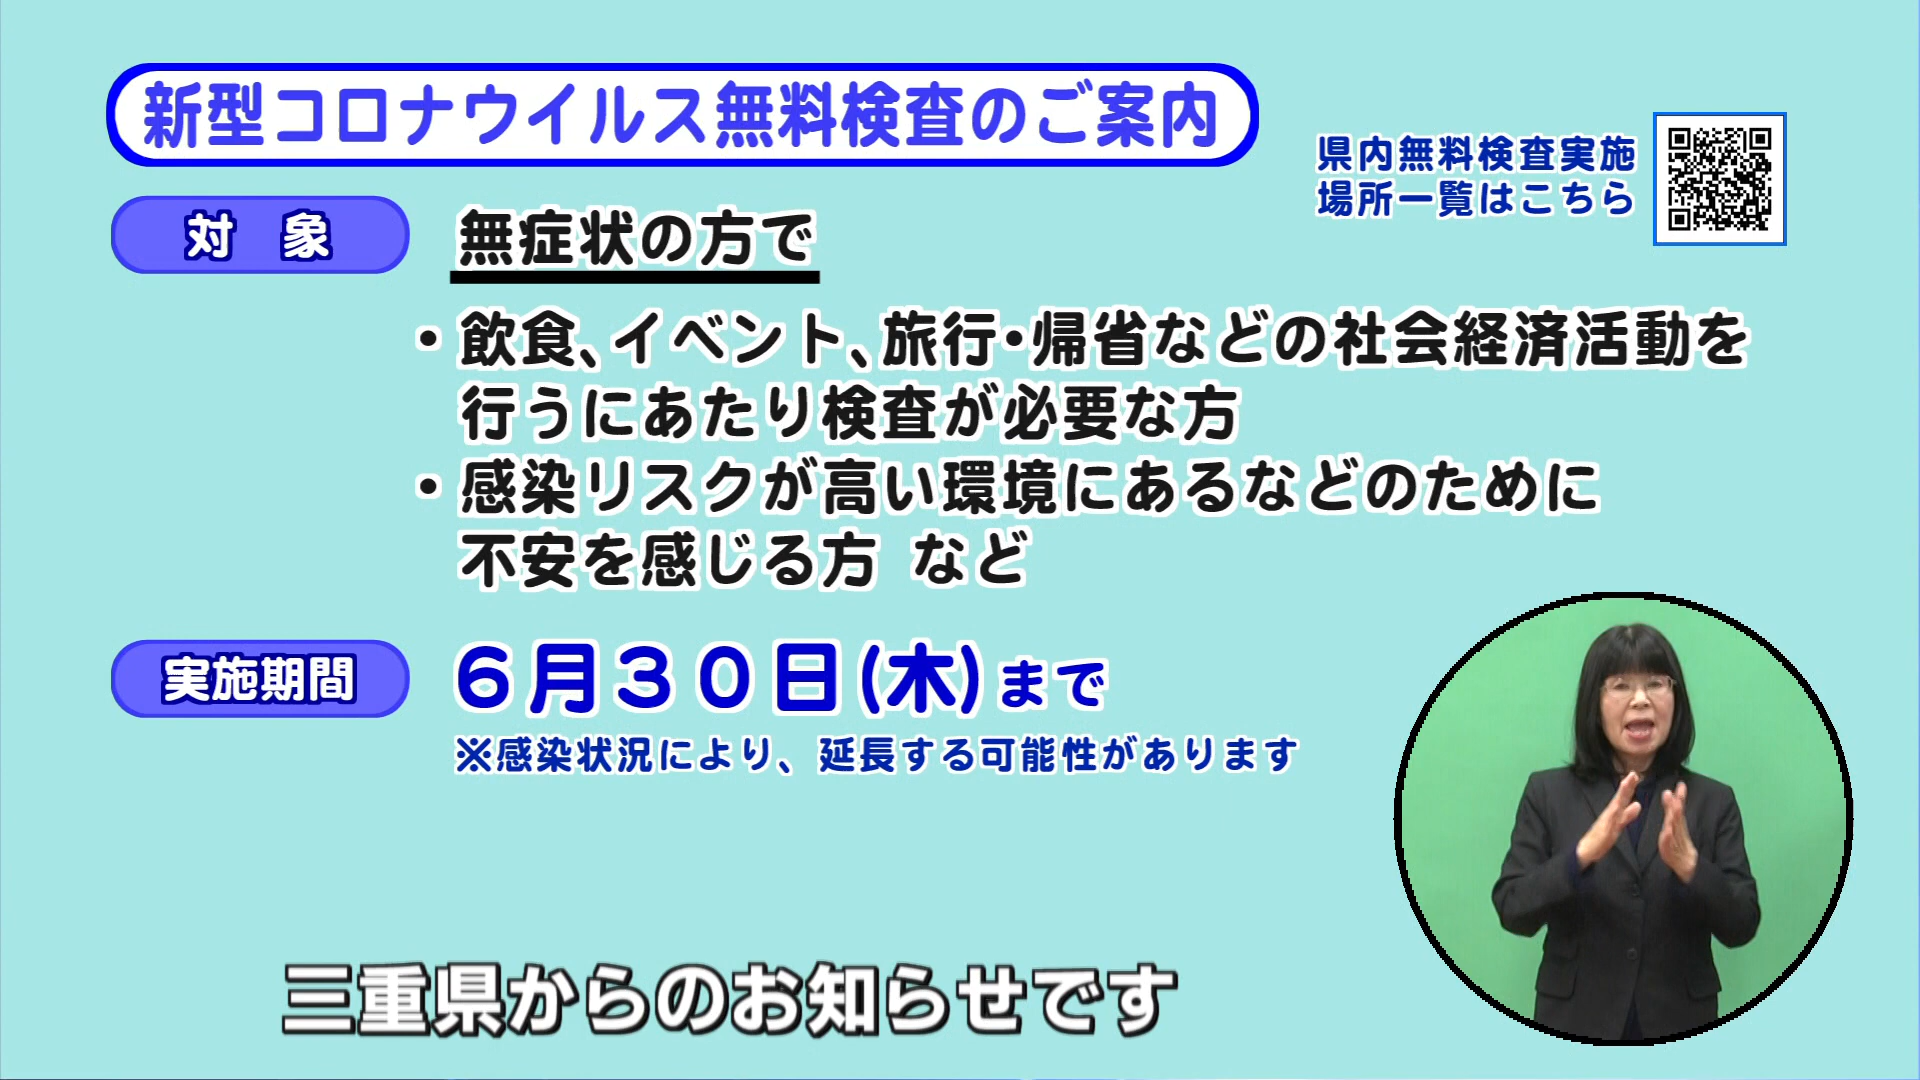 新型コロナウイルス無料検査のご案内
県内無料検査実施
場所一覧はこちら
対　象
無症状の方で
・飲食、イベント、旅行・帰省などの社会経済活動を
行うにあたり検査が必要な方
・感染リスクが高い環境にあるなどのために
不安を感じる方 など
実施期間
６月３０日(木)まで
※感染状況により、延長する可能性があります
三重県からのお知らせです